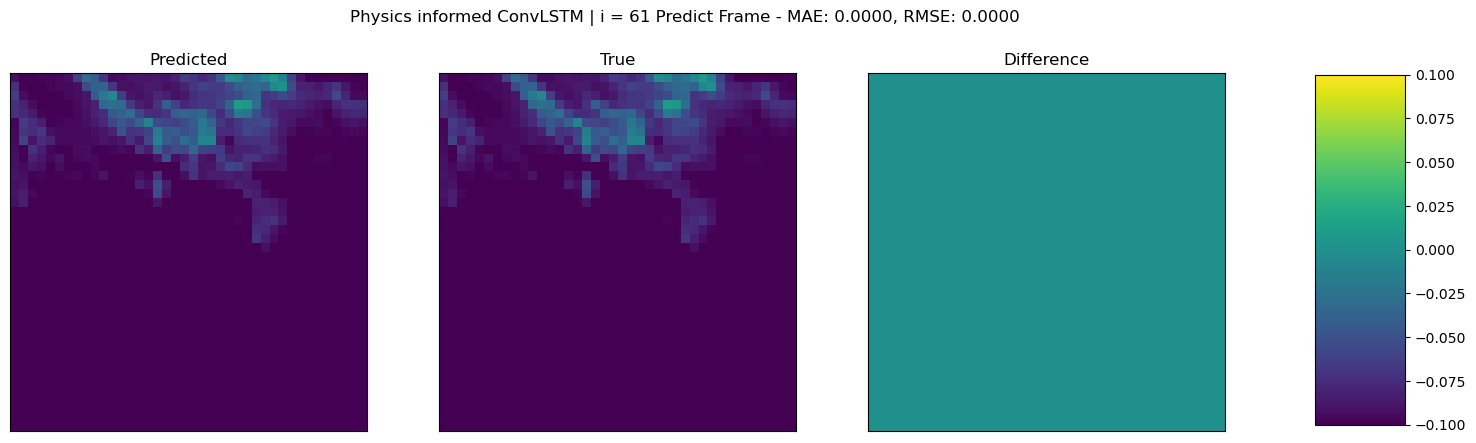 Physics informed ConvLSTM | i = 61 Predict Frame - MAE: 0.0000, RMSE: 0.0000
Predicted
True
Difference
0.100
0.075
0.050
0.025
0.000
−0.025
−0.050
−0.075
−0.100